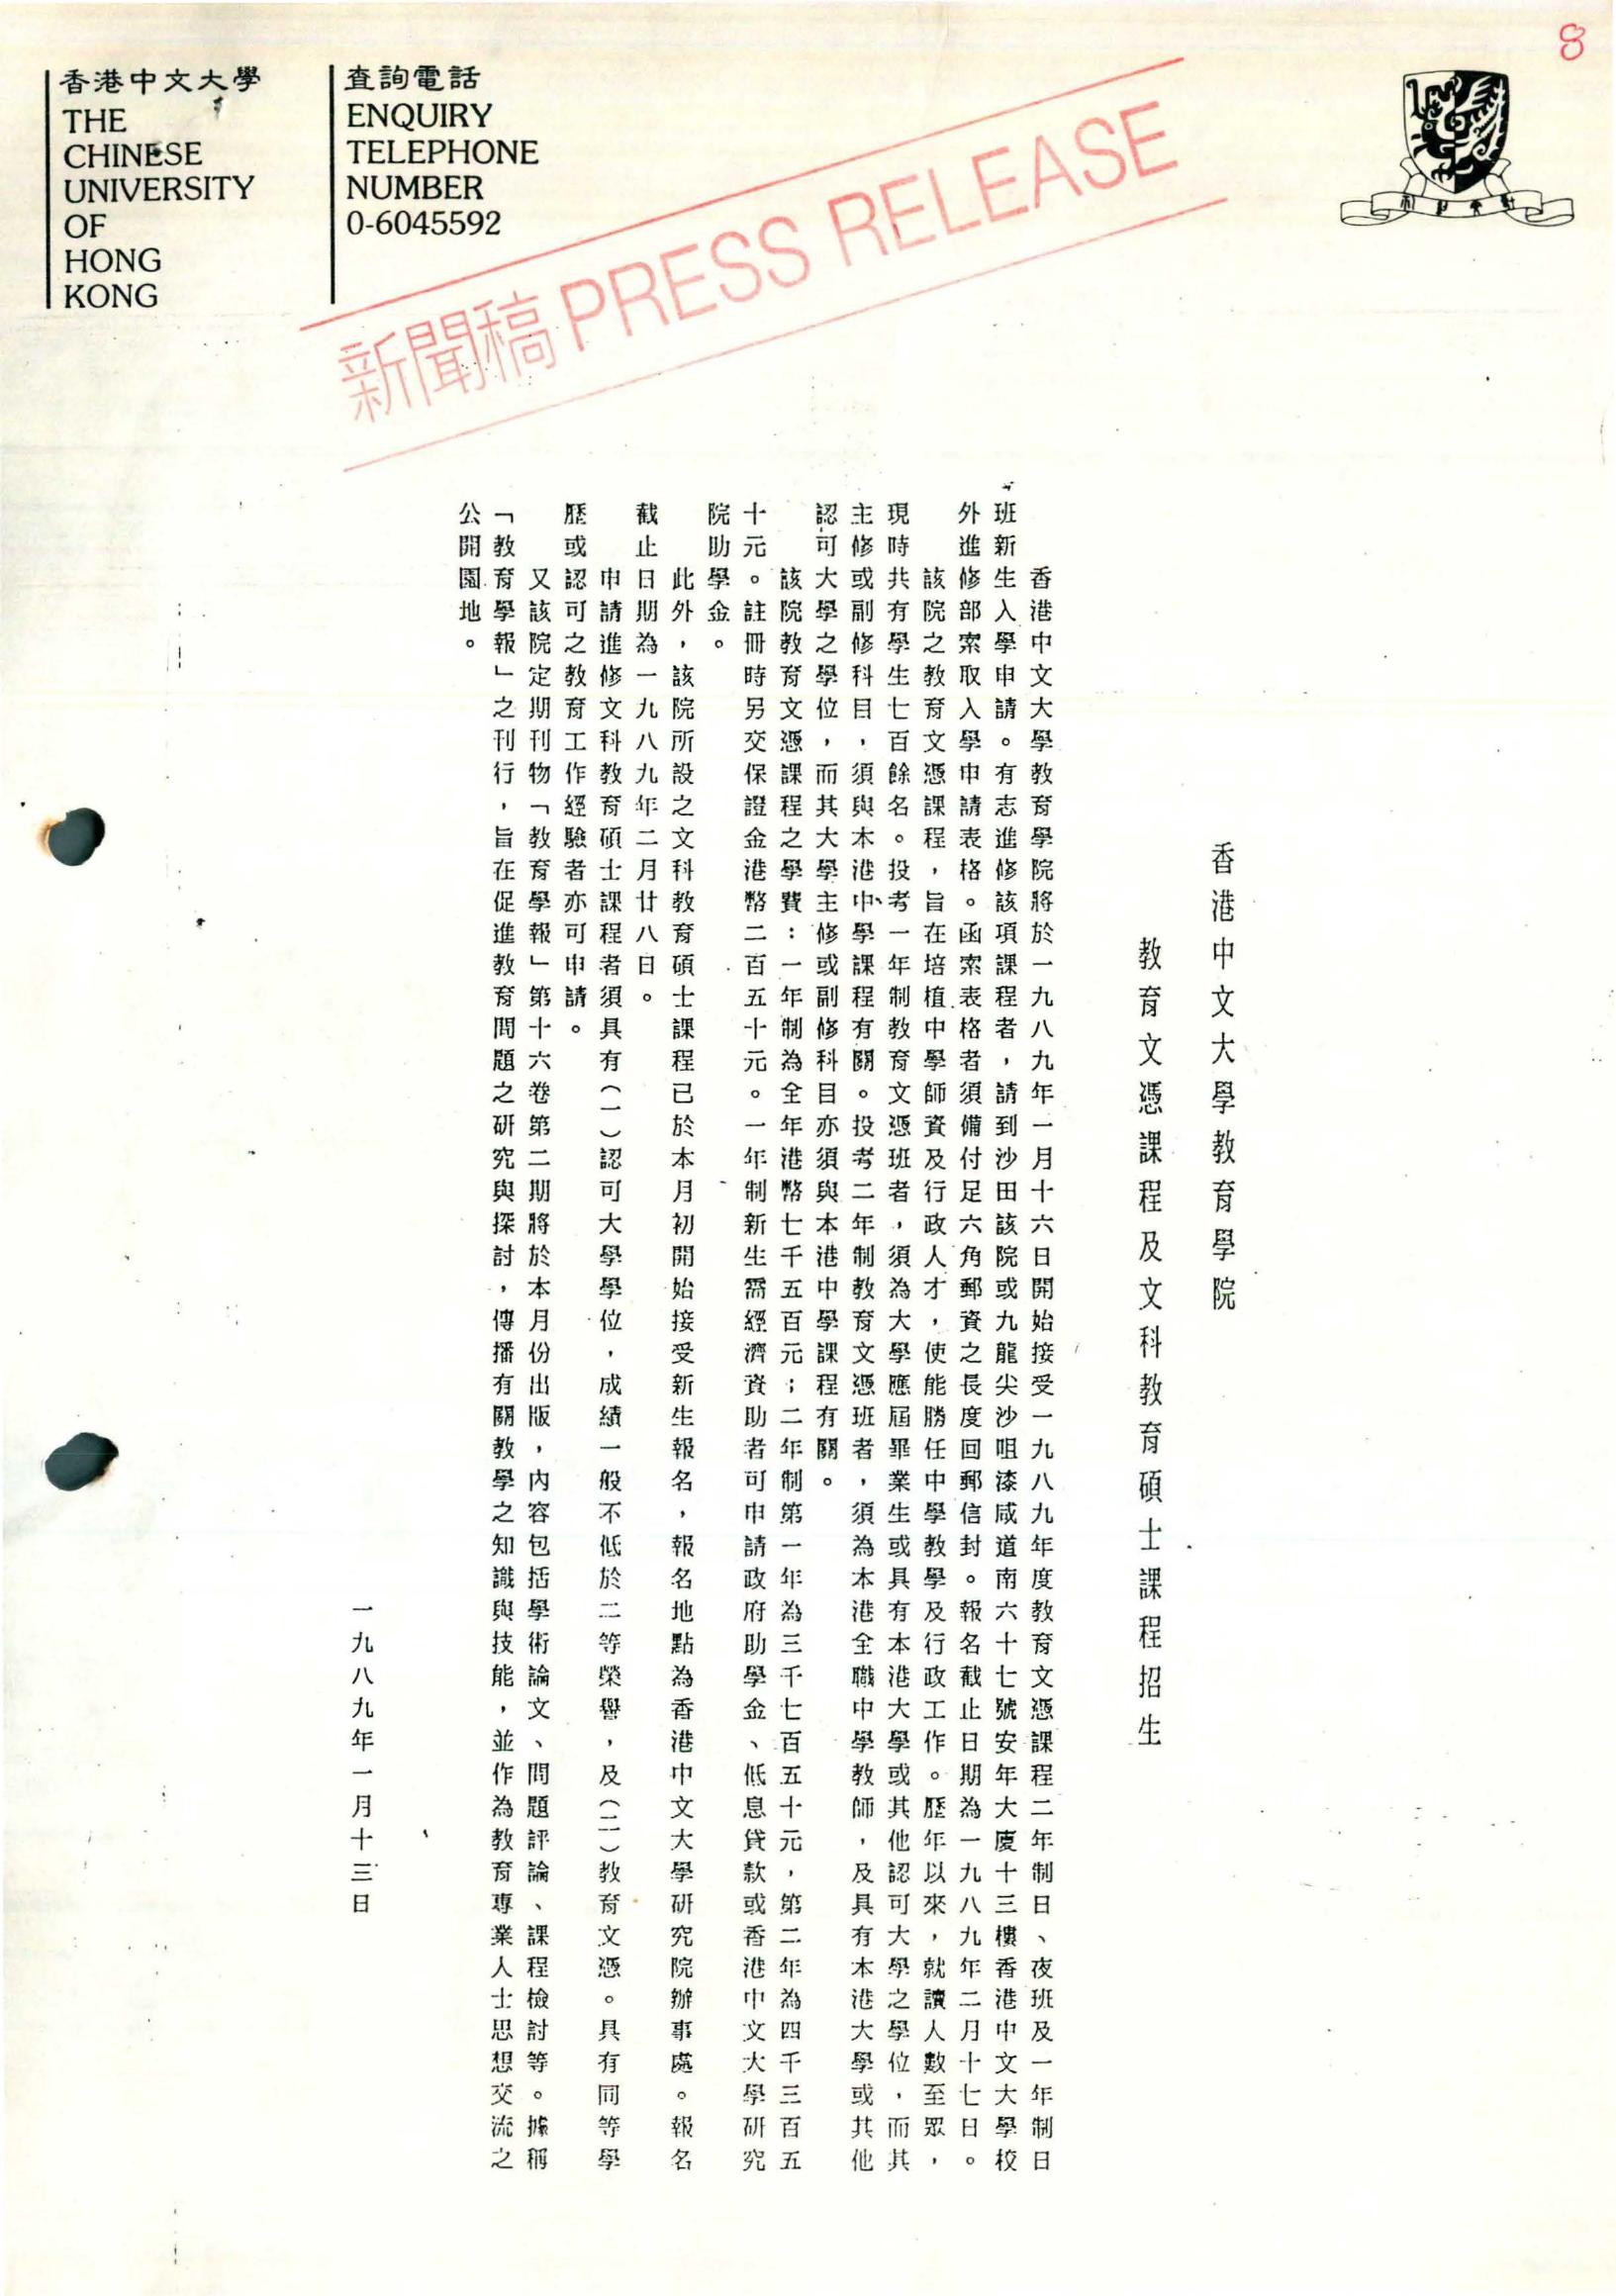 8
香港中文大學
THE
CHINESE
UNIVERSITY
OF
HONG
KONG
查詢電話
ENQUIRY
TELEPHONE
NUMBER
0-6045592
新聞稿 PRESS RELEASE
香港中文大學教育學院
教育文憑課程及文科教育碩士課程招生
香港中文大學教育學院將於一九八九年一月十六日開始接受一九八九年度教育文憑課程二年制日、夜班及一年制日
班新生入學申請。有志進修該項課程者，請到沙田該院或九龍尖沙咀漆咸道南六十七號安年大廈十三樓香港中文大學校
外進修部索取入學申請表格。函索表格者須備付足六角郵資之長度回郵信封。報名截止日期為一九八九年二月十七日。
該院之教育文憑課程，旨在培植中學師資及行政人才，使能勝任中學教學及行政工作。歷年以來，就讀人數至眾，
現時共有學生七百餘名。投考一年制教育文憑班者，須為大學應屆畢業生或具有本港大學或其他認可大學之學位，而其
主修或副修科目，須與本港中學課程有關。投考二年制教育文憑班者，須為本港全職中學教師，及具有本港大學或其他
認可大學之學位，而其大學主修或副修科目亦須與本港中學課程有關。
該院教育文憑課程之學費：一年制為全年港幣七千五百元；二年制第一年為三千七百五十元，第二年為四千三百五
十元。註冊時另交保證金港幣二百五十元。一年制新生需經濟資助者可申請政府助學金、低息貸款或香港中文大學研究
院助學金。
此外，該院所設之文科教育碩士課程已於本月初開始接受新生報名，報名地點為香港中文大學研究院辦事處。報名
截止日期為一九八九年二月廿八日。
申請進修文科教育碩士課程者須具有（一）認可大學學位，成績一般不低於二等榮譽，及（二）教育文憑。具有同等學
歷或認可之教育工作經驗者亦可申請。
又該院定期刊物「教育學報」第十六卷第二期將於本月份出版，內容包括學術論文、問題評論、課程檢討等。據稱
「教育學報」之刊行，旨在促進教育問題之研究與探討，傳播有關教學之知識與技能，並作為教育專業人士思想交流之
公開園地。
一九八九年一月十三日